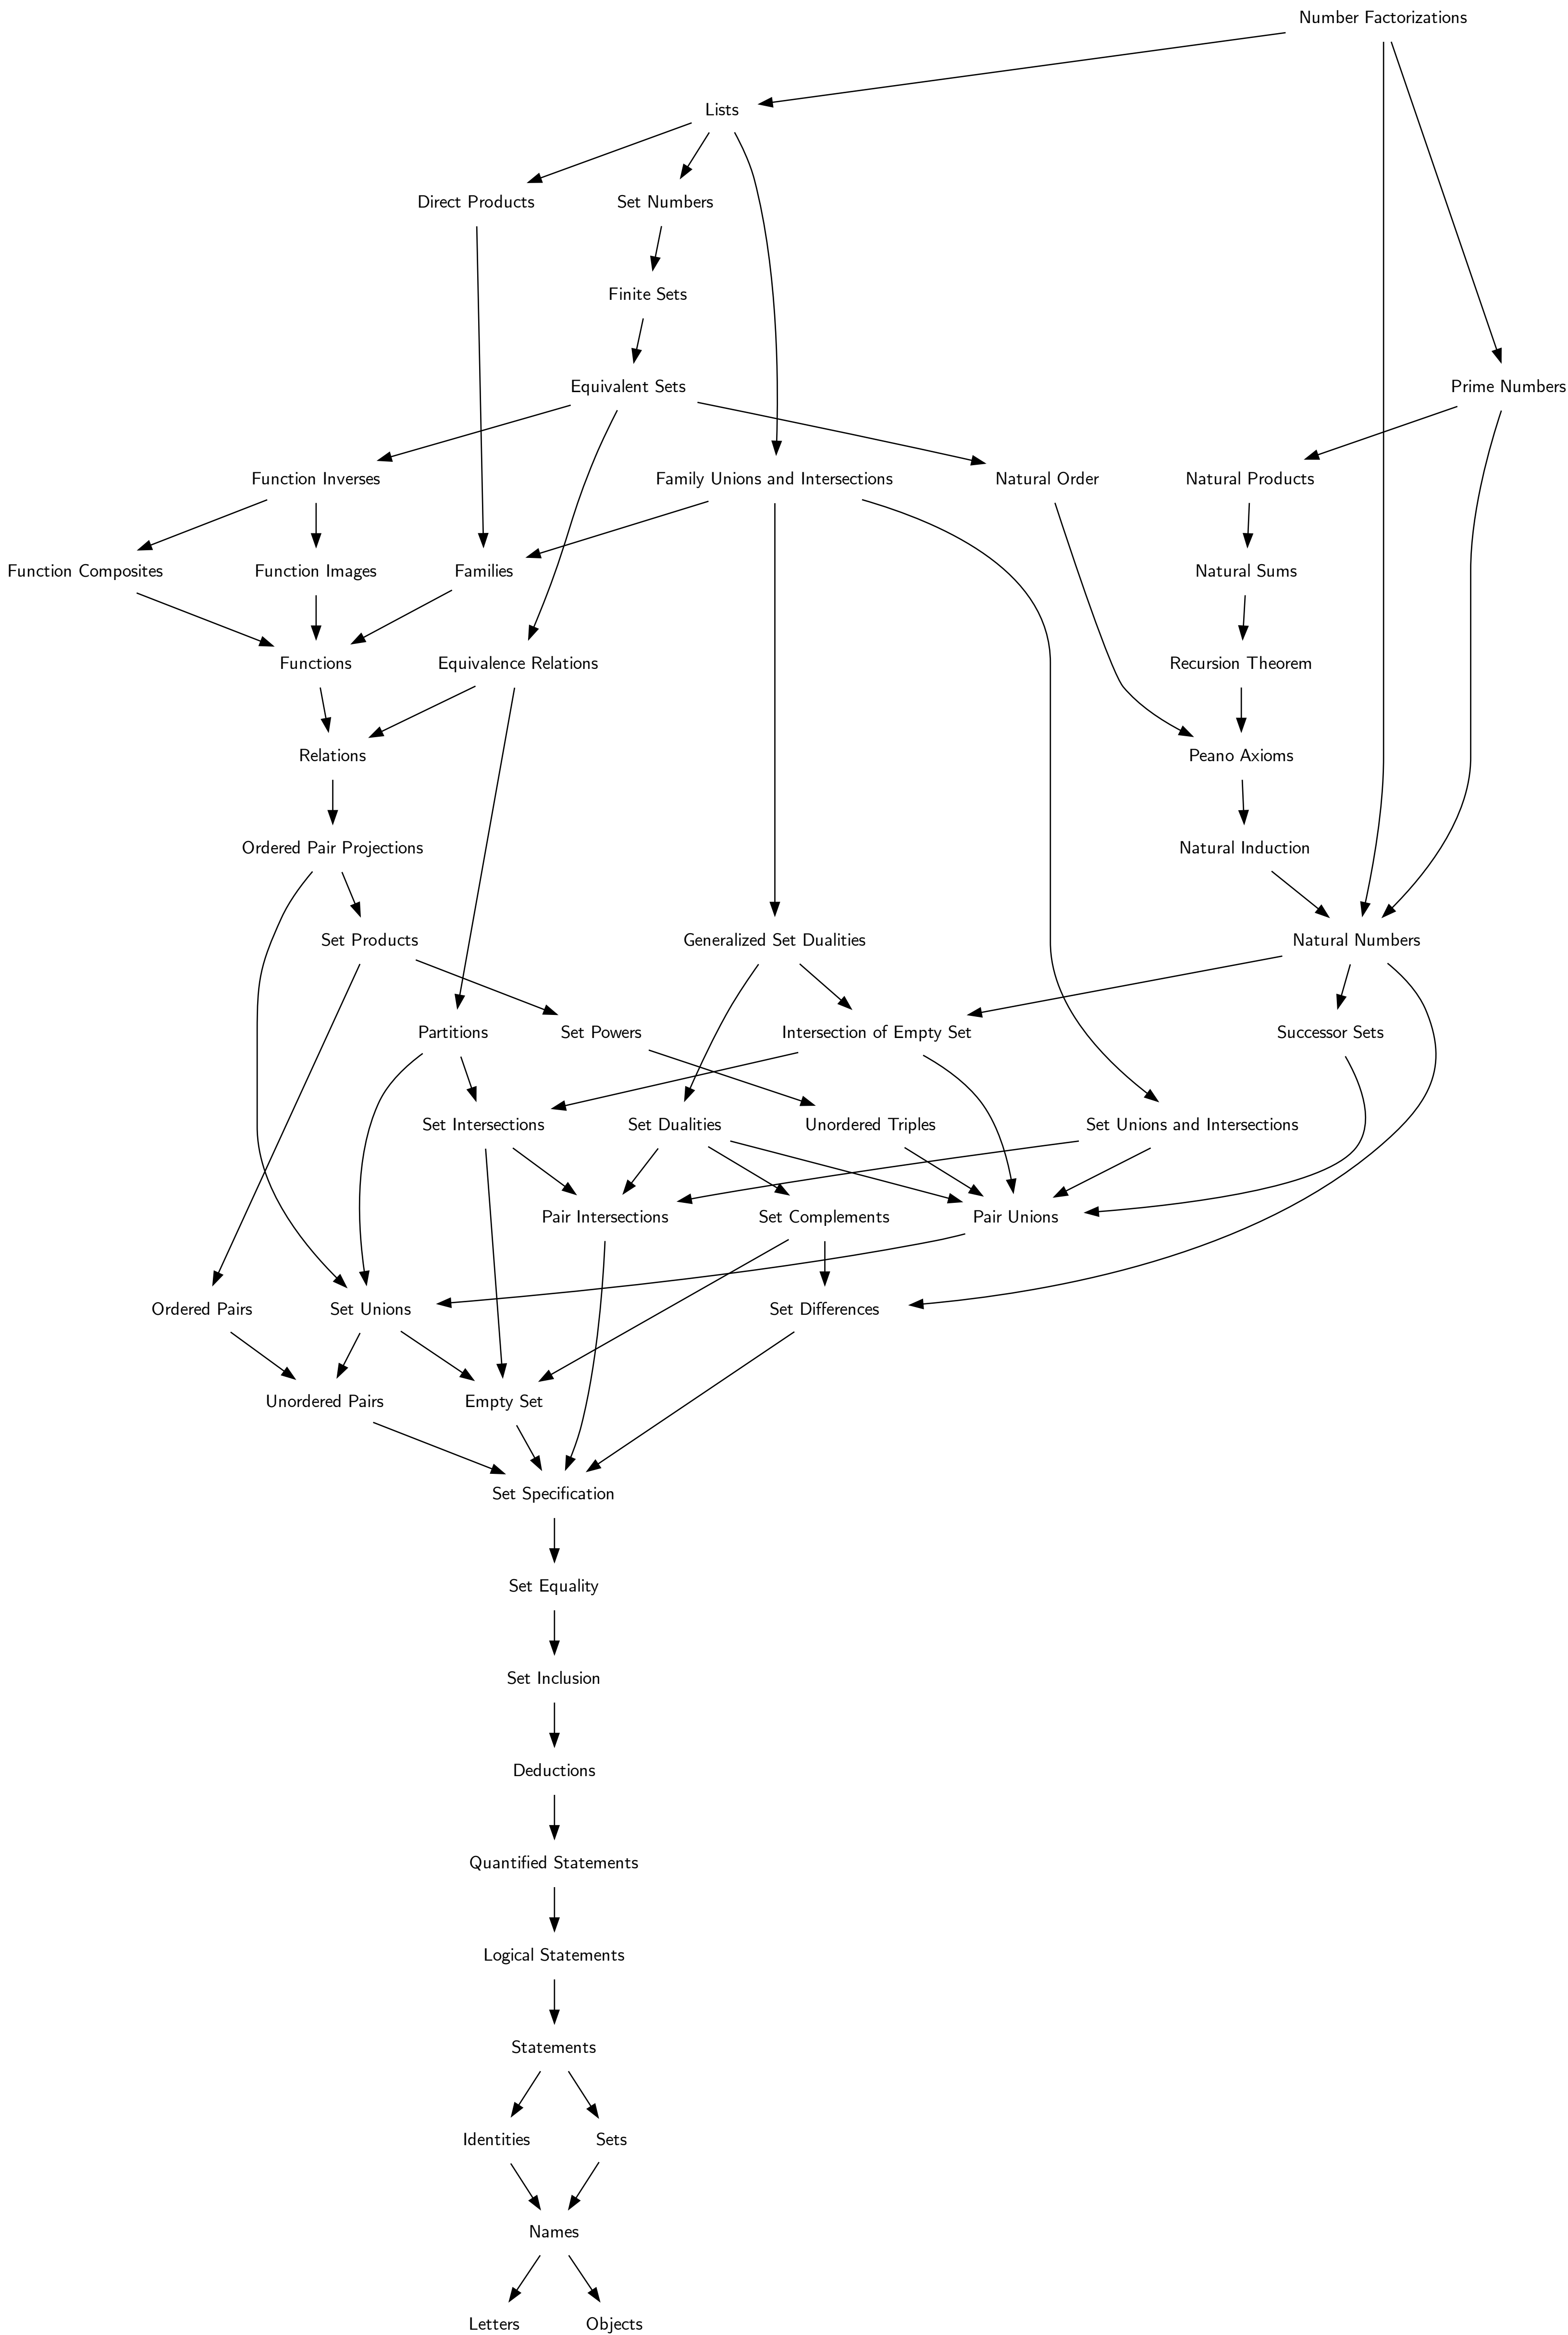 Number Factorizations
Lists
Direct Products
Set Numbers
Finite Sets
Equivalent Sets
Prime Numbers
Function Inverses
Family Unions and Intersections
Natural Order
Natural Products
Function Composites
Function Images
Families
Natural Sums
Functions
Equivalence Relations
Recursion Theorem
Relations
Peano Axioms
Ordered Pair Projections
Natural Induction
Set Products
Generalized Set Dualities
Natural Numbers
Partitions
Set Powers
Intersection of Empty Set
Successor Sets
Set Intersections
Set Dualities
Unordered Triples
Set Unions and Intersections
Pair Intersections
Set Complements
Pair Unions
Ordered Pairs
Set Unions
Set Differences
Unordered Pairs
Empty Set
Set Specification
Set Equality
Set Inclusion
Deductions
Quantified Statements
Logical Statements
Statements
Identities
Sets
Names
Letters
Objects